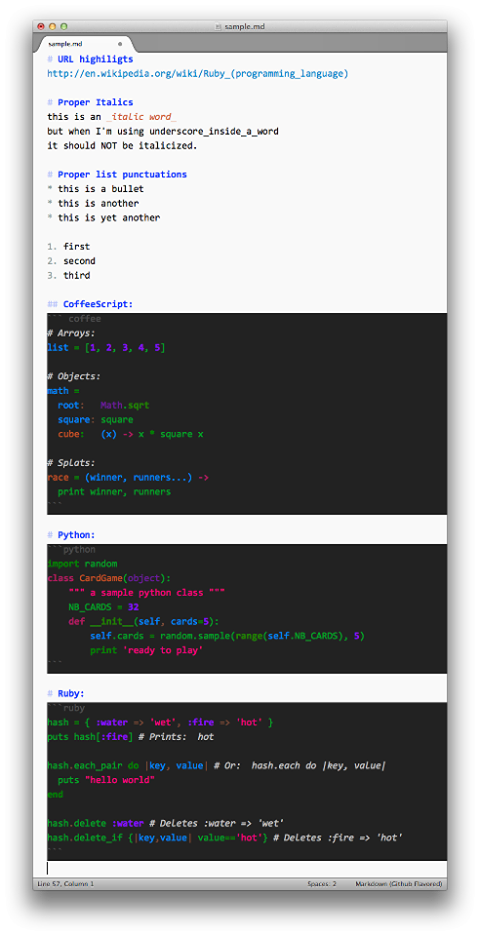 sample.md
sample.md
# URL highiligts
http://en.wikipedia.org/wiki/Ruby_(programming_language)
# Proper Italics
this is an _italic word_
but when I'm using underscore_inside_a_word
it should NOT be italicized.
# Proper list punctuations
* this is a bullet
* this is another
* this is yet another
1. first
2. second
3. third
## CoffeeScript:
``` coffee
# Arrays:
list = [1, 2, 3, 4, 5]
# Objects:
math =
  root:   Math.sqrt
  square: square
  cube:   (x) -> x * square x
# Splats:
race = (winner, runners...) ->
  print winner, runners
```
# Python:
```python
import random
class CardGame(object):
    """ a sample python class """
    NB_CARDS = 32
    def __init__(self, cards=5):
        self.cards = random.sample(range(self.NB_CARDS), 5)
        print 'ready to play'
```
# Ruby:
```ruby
hash = { :water => 'wet', :fire => 'hot' }
puts hash[:fire] # Prints:  hot
hash.each_pair do |key, value| # Or:  hash.each do |key, value|
  puts "hello world"
end
hash.delete :water # Deletes :water => 'wet'
hash.delete_if {|key,value| value=='hot'} # Deletes :fire => 'hot'
```
Line 57, Column 1 Spaces: 2 Markdown (Github Flavored)